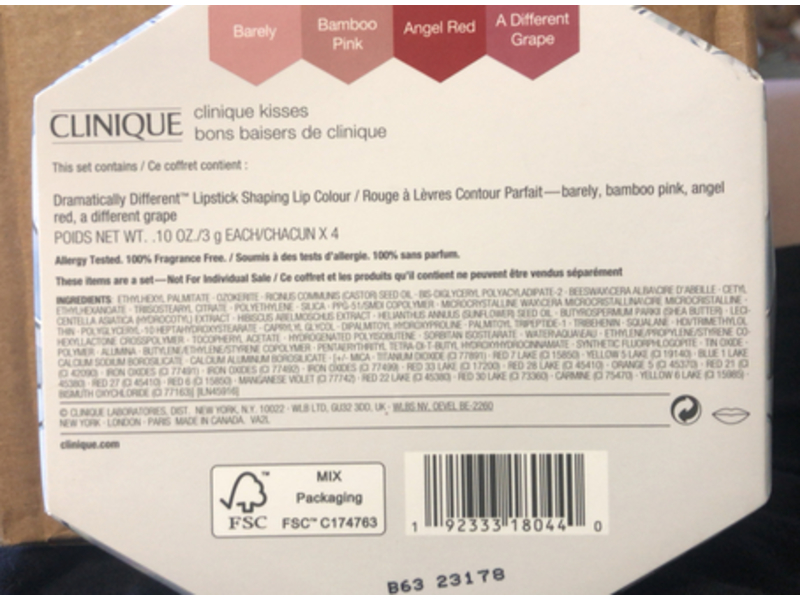 Barely
Bamboo
Pink
Angel Red
A Different
Grape
CLINIQUE
clinique kisses
bons baisers de clinique
This set contains / Ce coffret contient :
Dramatically Different™ Lipstick Shaping Lip Colour / Rouge à Lèvres Contour Parfait—barely, bamboo pink, angel
red, a different grape
POIDS NET WT. .10 OZ./3 g EACH/CHACUN X 4
Allergy Tested. 100% Fragrance Free. / Soumis à des tests d'allergie. 100% sans parfum.
These items are a set—Not For Individual Sale / Ce coffret et les produits qu'il contient ne peuvent être vendus séparément
INGREDIENTS: ETHYLHEXYL PALMITATE · OZOKERITE · RICINUS COMMUNIS (CASTOR) SEED OIL · BIS-DIGLYCERYL POLYACYLADIPATE-2 · BEESWAX\CERA ALBA\CIRE D'ABEILLE · CETYL
ETHYLHEXANOATE · TRIISOSTEARYL CITRATE · POLYETHYLENE · SILICA · PPG-51/SMDI COPOLYMER · MICROCRYSTALLINE WAX\CERA MICROCRISTALLINA\CIRE MICROCRISTALLINE ·
CENTELLA ASIATICA (HYDROCOTYL) EXTRACT · HIBISCUS ABELMOSCHUS EXTRACT · HELIANTHUS ANNUUS (SUNFLOWER) SEED OIL · BUTYROSPERMUM PARKII (SHEA BUTTER) · LECI-
THIN · POLYGLYCERYL-10 HEPTAHYDROXYSTEARATE · CAPRYLYL GLYCOL · DIPALMITOYL HYDROXYPROLINE · PALMITOYL TRIPEPTIDE-1 · TRIBEHENIN · SQUALANE · HDI/TRIMETHYLOL
HEXYLLACTONE CROSSPOLYMER · TOCOPHERYL ACETATE · HYDROGENATED POLYISOBUTENE · SORBITAN ISOSTEARATE · WATER\AQUA\EAU · ETHYLENE/PROPYLENE/STYRENE CO-
POLYMER · ALUMINA · BUTYLENE/ETHYLENE/STYRENE COPOLYMER · PENTAERYTHRITYL TETRA-DI-T-BUTYL HYDROXYHYDROCINNAMATE · SYNTHETIC FLUORPHLOGOPITE · TIN OXIDE ·
CALCIUM SODIUM BOROSILICATE · CALCIUM ALUMINUM BOROSILICATE · [+/- MICA · TITANIUM DIOXIDE (CI 77891) · RED 7 LAKE (CI 15850) · YELLOW 5 LAKE (CI 19140) · BLUE 1 LAKE
(CI 42090) · IRON OXIDES (CI 77491) · IRON OXIDES (CI 77492) · IRON OXIDES (CI 77499) · RED 33 LAKE (CI 17200) · RED 28 LAKE (CI 45410) · ORANGE 5 (CI 45370) · RED 21 (CI
45380) · RED 27 (CI 45410) · RED 6 (CI 15850) · MANGANESE VIOLET (CI 77742) · RED 22 LAKE (CI 45380) · RED 30 LAKE (CI 73360) · CARMINE (CI 75470) · YELLOW 6 LAKE (CI 15985) ·
BISMUTH OXYCHLORIDE (CI 77163)]
© CLINIQUE LABORATORIES, DIST. NEW YORK, N.Y. 10022 · WLB LTD, GU32 3DD, UK · WLBS NV, OEVEL BE-2260
NEW YORK · LONDON · PARIS MADE IN CANADA.
clinique.com
FSC™
MIX
Packaging
FSC™ C174763
1 92333 18044 0
B63 23178